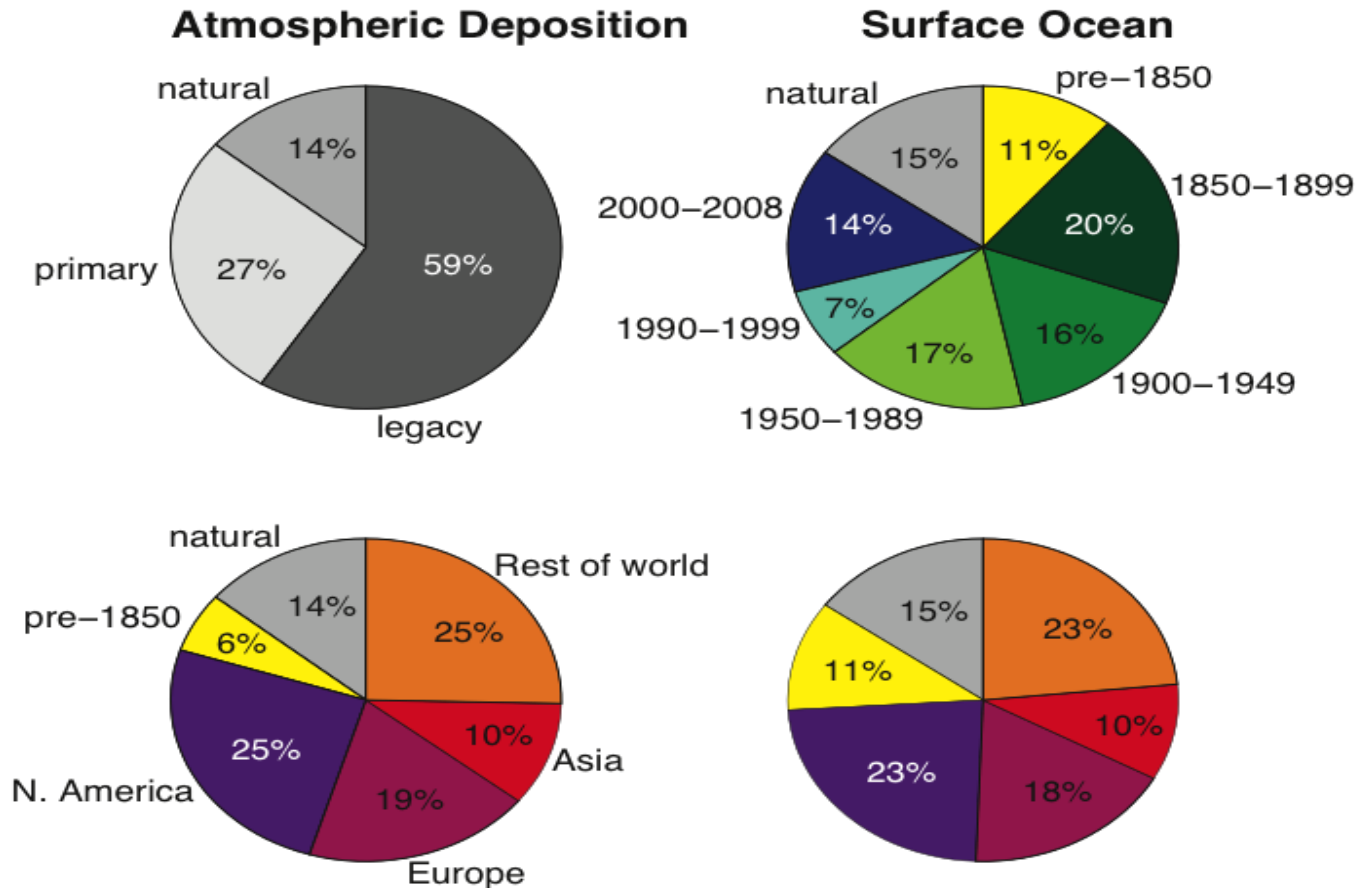 Atmospheric Deposition
Surface Ocean
natural
14%
primary
27%
59%
legacy
natural
15%
pre−1850
11%
1850−1899
20%
2000−2008
14%
1990−1999
7%
16%
1900−1949
17%
1950−1989
natural
14%
Rest of world
25%
pre−1850
6%
10%
Asia
N. America
25%
19%
Europe
15%
23%
11%
10%
23%
18%